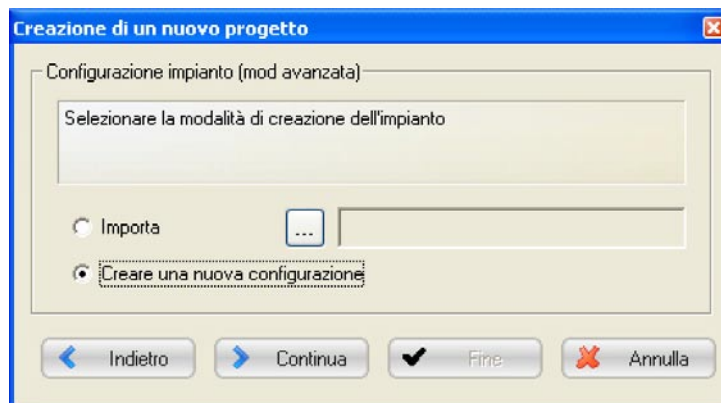 Creazione di un nuovo progetto
Configurazione impianto (mod avanzata)
Selezionare la modalità di creazione dell'impianto
Importa ...
Creare una nuova configurazione
Indietro Continua Fine Annulla